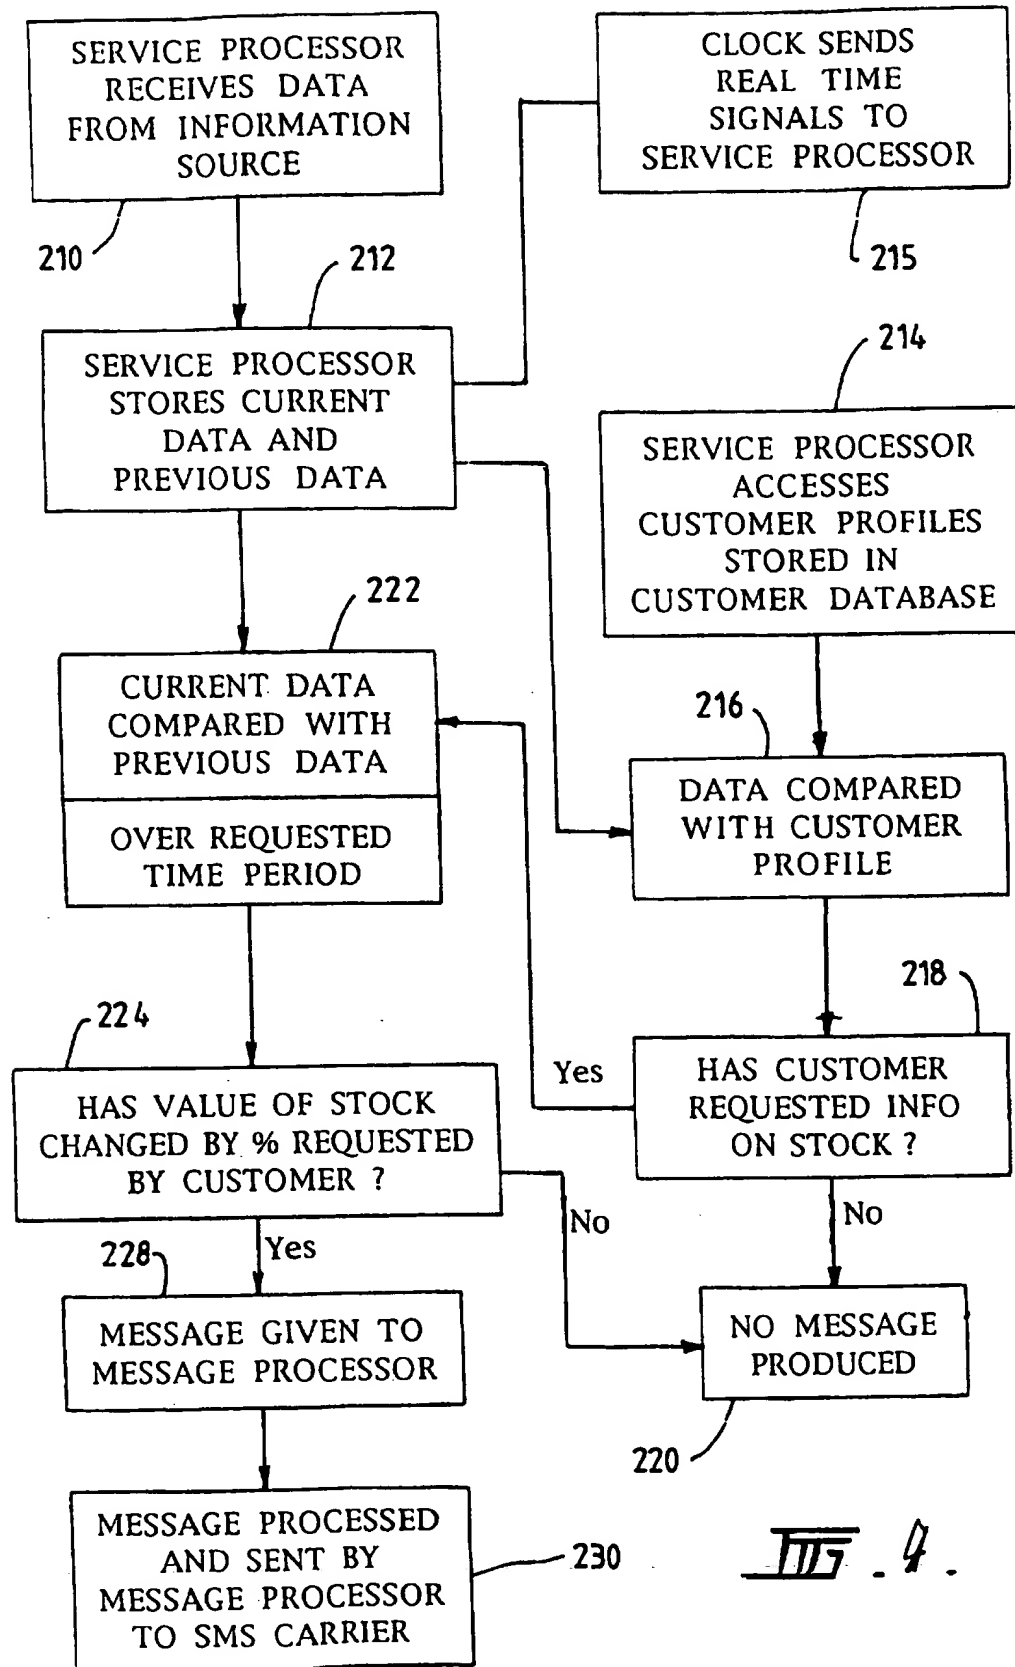 SERVICE PROCESSOR
RECEIVES DATA
FROM INFORMATION
SOURCE
210
CLOCK SENDS
REAL TIME
SIGNALS TO
SERVICE PROCESSOR
215
212
SERVICE PROCESSOR
STORES CURRENT
DATA AND
PREVIOUS DATA
214
SERVICE PROCESSOR
ACCESSES
CUSTOMER PROFILES
STORED IN
CUSTOMER DATABASE
222
CURRENT DATA
COMPARED WITH
PREVIOUS DATA
OVER REQUESTED
TIME PERIOD
216
DATA COMPARED
WITH CUSTOMER
PROFILE
218
HAS CUSTOMER
REQUESTED INFO
ON STOCK ?
Yes
No
224
HAS VALUE OF STOCK
CHANGED BY % REQUESTED
BY CUSTOMER ?
No
Yes
228
MESSAGE GIVEN TO
MESSAGE PROCESSOR
NO MESSAGE
PRODUCED
220
MESSAGE PROCESSED
AND SENT BY
MESSAGE PROCESSOR
TO SMS CARRIER
230